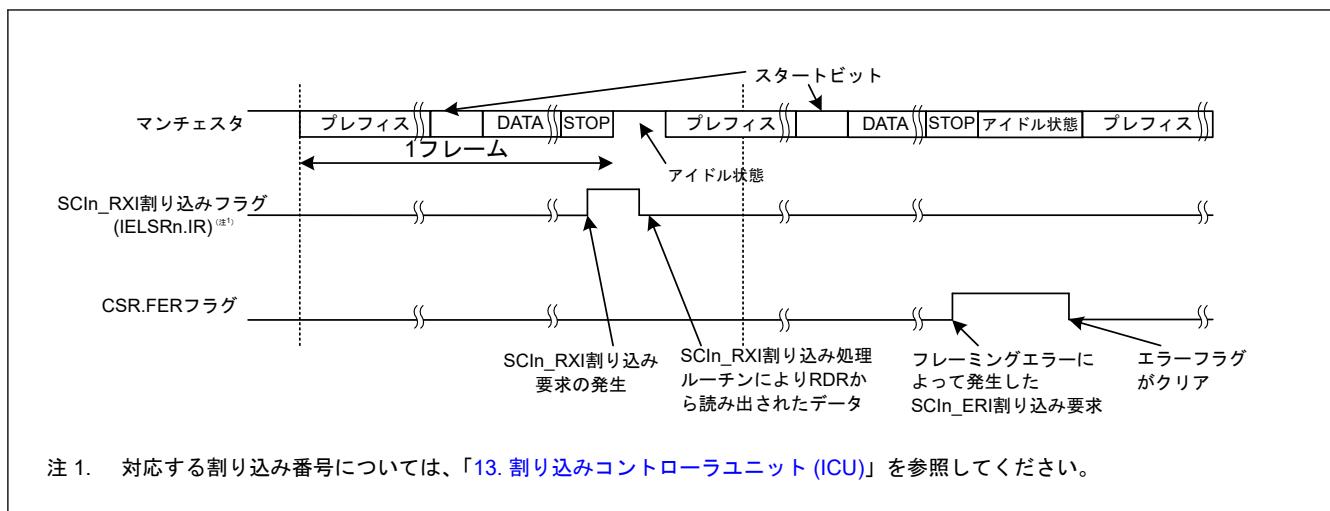 スタートビット
マンチェスタ
プレフィス
DATA
STOP
プレフィス
DATA
STOP
アイドル状態
プレフィス
1フレーム
アイドル状態
SCIn_RXI割り込みフラグ
(IELSRn.IR)(注1)
CSR.FERフラグ
SCIn_RXI割り込み
要求の発生
SCIn_RXI割り込み処理
ルーチンによりRDRか
ら読み出されたデータ
フレーミングエラーに
よって発生した
SCIn_ERI割り込み要求
エラーフラグ
がクリア
注 1. 対応する割り込み番号については、「13. 割り込みコントローラユニット (ICU)」を参照してください。